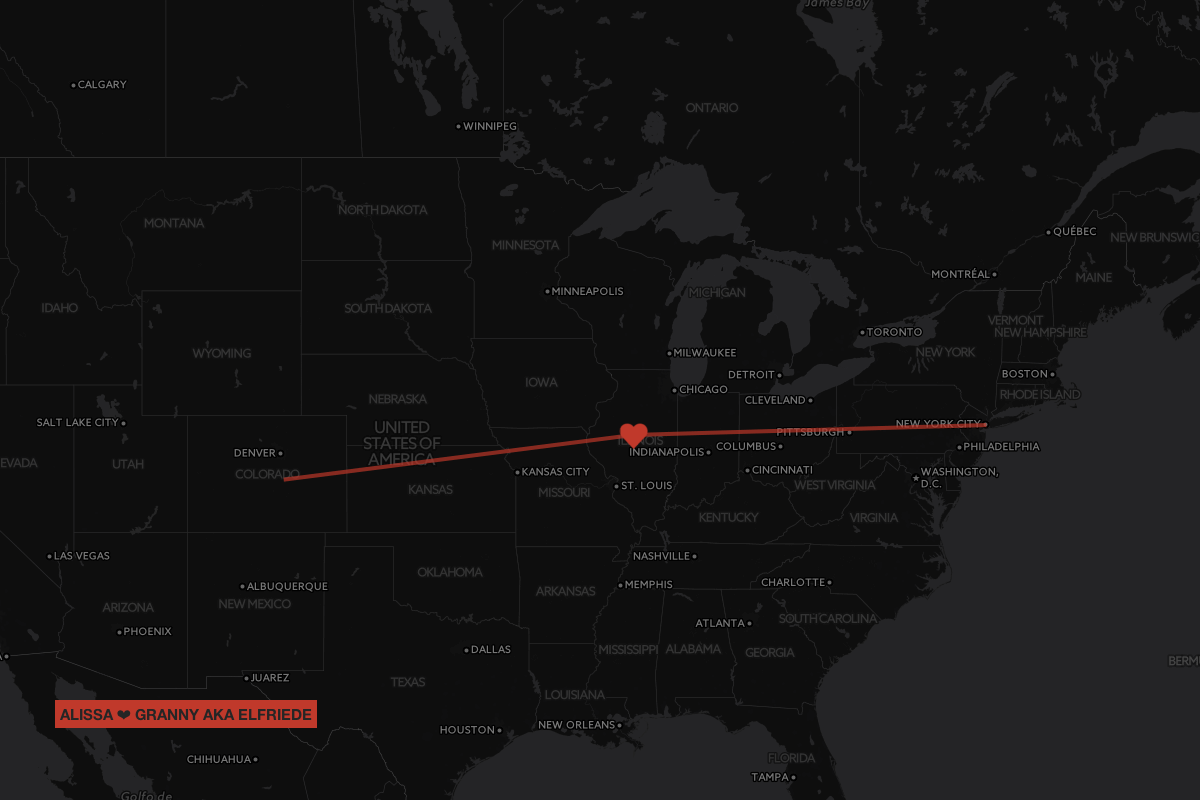 James Bay
CALGARY
ONTARIO
WINNIPEG
NORTH DAKOTA
MONTANA
QUÉBEC
NEW BRUNSWIC
MINNESOTA
MONTRÉAL
MAINE
MINNEAPOLIS
MICHIGAN
IDAHO
SOUTH DAKOTA
VERMONT
TORONTO
NEW HAMPSHIRE
WYOMING
MILWAUKEE
NEW YORK
DETROIT
BOSTON
IOWA
CHICAGO
RHODE ISLAND
NEBRASKA
CLEVELAND
SALT LAKE CITY
NEW YORK CITY
UNITED
STATES OF
AMERICA
PITTSBURGH
ILLINOIS
COLUMBUS
PHILADELPHIA
DENVER
INDIANAPOLIS
EVADA
UTAH
COLORADO
KANSAS CITY
CINCINNATI
WASHINGTON,
D.C.
ST. LOUIS
WEST VIRGINIA
KANSAS
MISSOURI
KENTUCKY
VIRGINIA
LAS VEGAS
NASHVILLE
OKLAHOMA
CHARLOTTE
ALBUQUERQUE
MEMPHIS
ARKANSAS
NEW MEXICO
ARIZONA
SOUTH CAROLINA
ATLANTA
PHOENIX
DALLAS
MISSISSIPPI
ALABAMA
GEORGIA
BERM
JUAREZ
TEXAS
LOUISIANA
ALISSA ❤ GRANNY AKA ELFRIEDE
NEW ORLEANS
HOUSTON
CHIHUAHUA
FLORIDA
TAMPA
Golfo de